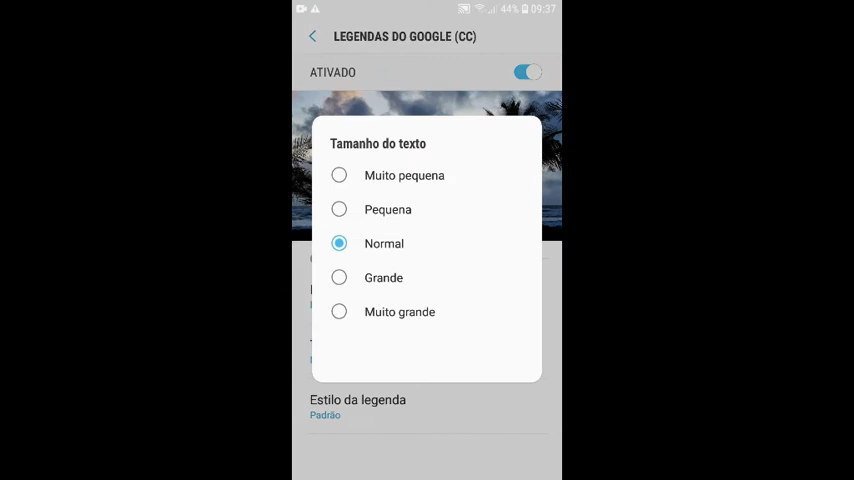 44% 09:37
LEGENDAS DO GOOGLE (CC)
ATIVADO
Tamanho do texto
Muito pequena
Pequena
Normal
Grande
Muito grande
Estilo da legenda
Padrão